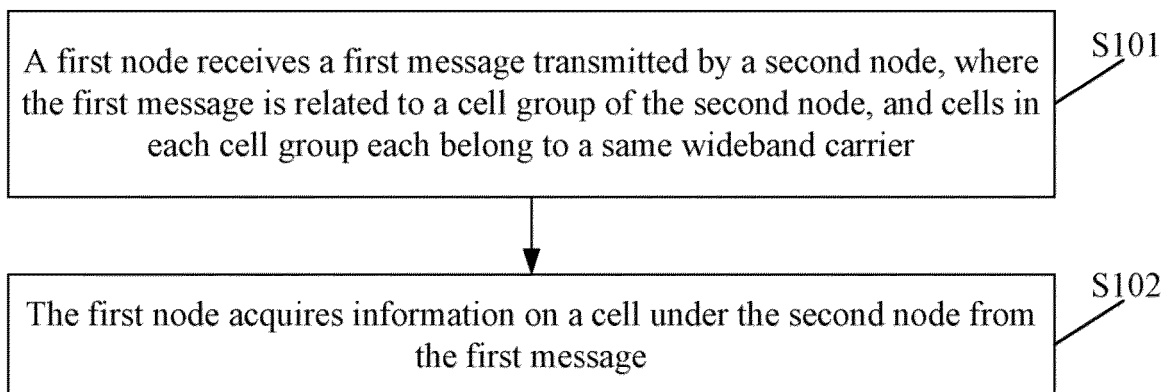 A first node receives a first message transmitted by a second node, where
the first message is related to a cell group of the second node, and cells in
each cell group each belong to a same wideband carrier
S101
The first node acquires information on a cell under the second node from
the first message
S102